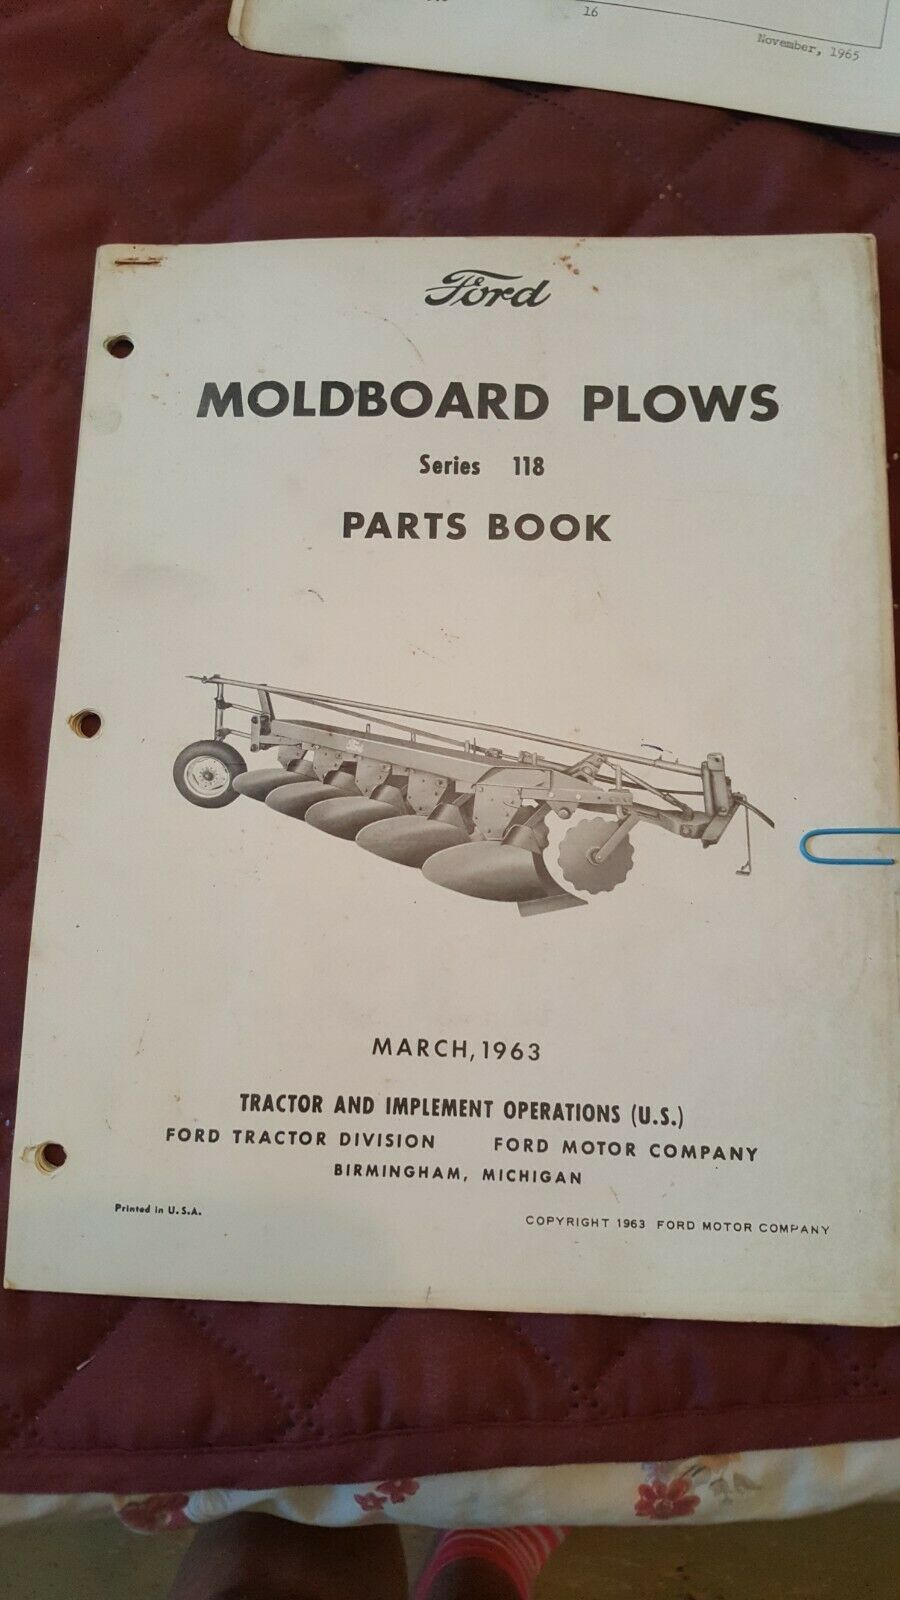 16
November, 1965
Ford
MOLDBOARD PLOWS
Series 118
PARTS BOOK
MARCH, 1963
TRACTOR AND IMPLEMENT OPERATIONS (U.S.)
FORD TRACTOR DIVISION FORD MOTOR COMPANY
BIRMINGHAM, MICHIGAN
Printed in U.S.A.
COPYRIGHT 1963 FORD MOTOR COMPANY